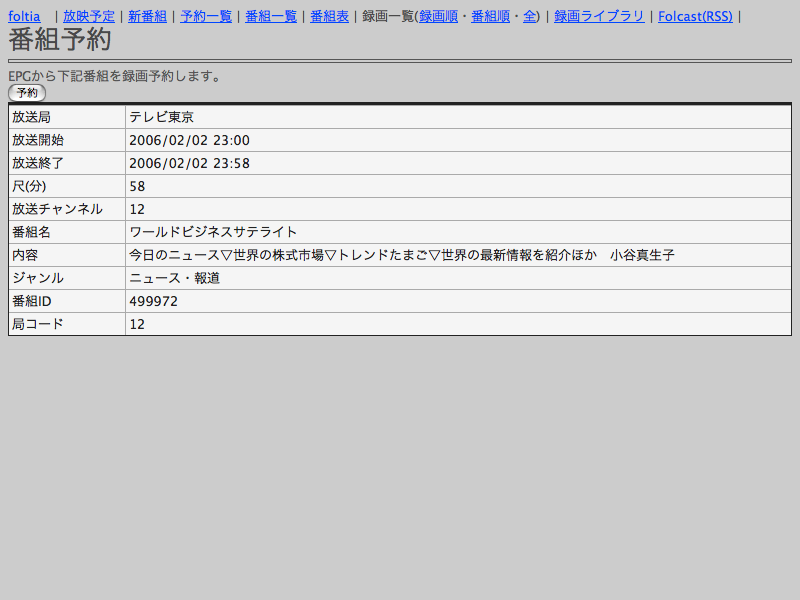 foltia | 放映予定 | 新番組 | 予約一覧 | 番組一覧 | 番組表 | 録画一覧(録画順・番組順・全) | 録画ライブラリ | Folcast(RSS) |
番組予約
EPGから下記番組を録画予約します。
予約
放送局 テレビ東京
放送開始 2006/02/02 23:00
放送終了 2006/02/02 23:58
尺(分) 58
放送チャンネル 12
番組名 ワールドビジネスサテライト
内容 今日のニュース▽世界の株式市場▽トレンドたまご▽世界の最新情報を紹介ほか　小谷真生子
ジャンル ニュース・報道
番組ID 499972
局コード 12